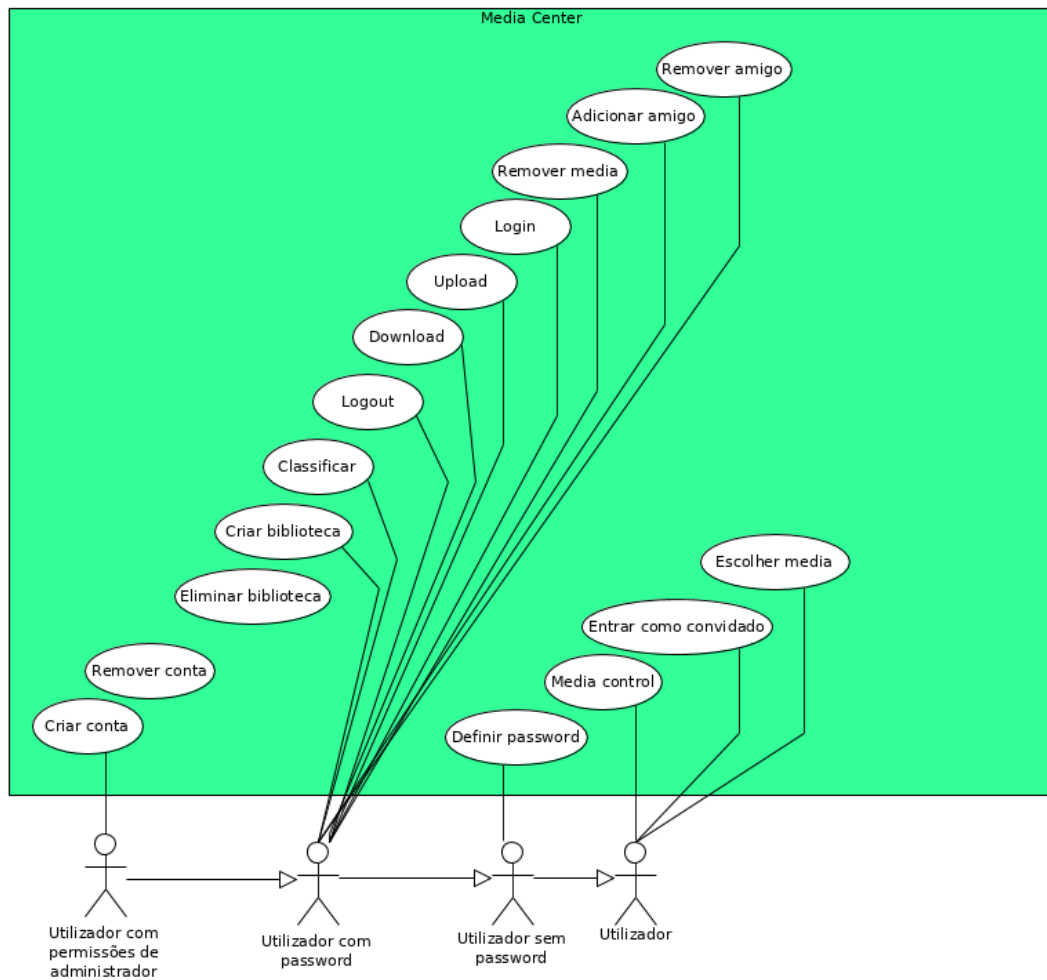 Media Center
Remover amigo
Adicionar amigo
Remover media
Login
Upload
Download
Logout
Classificar
Criar biblioteca
Escolher media
Eliminar biblioteca
Entrar como convidado
Remover conta
Media control
Criar conta
Definir password
Utilizador com
permissões de
administrador
Utilizador com
password
Utilizador sem
password
Utilizador